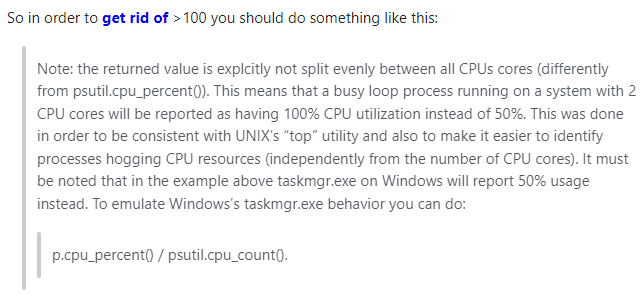 So in order to get rid of >100 you should do something like this:
Note: the returned value is explcitly not split evenly between all CPUs cores (differently
from psutil.cpu_percent()). This means that a busy loop process running on a system with 2
CPU cores will be reported as having 100% CPU utilization instead of 50%. This was done
in order to be consistent with UNIX's “top” utility and also to make it easier to identify
processes hogging CPU resources (independently from the number of CPU cores). It must
be noted that in the example above taskmgr.exe on Windows will report 50% usage
instead. To emulate Windows's taskmgr.exe behavior you can do:
p.cpu_percent() / psutil.cpu_count().